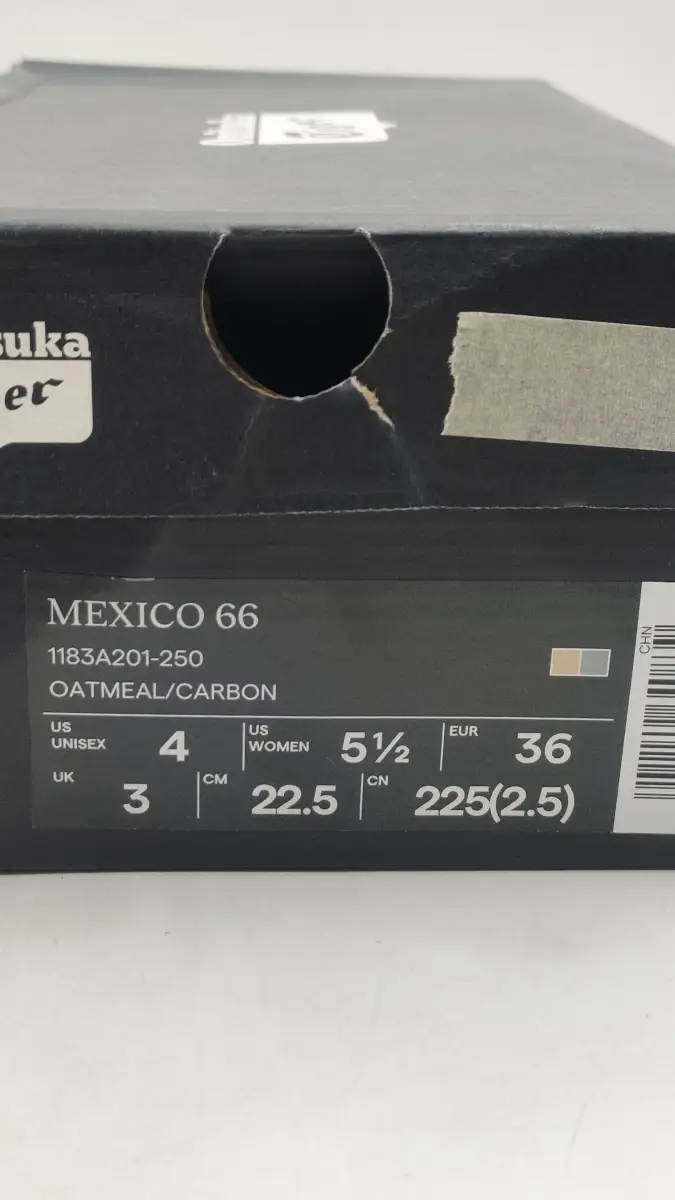 suka
er
MEXICO 66
1183A201-250
OATMEAL/CARBON
US UNISEX 4 US WOMEN 5½ EUR 36
UK 3 CM 22.5 CN 225(2.5)
CHN